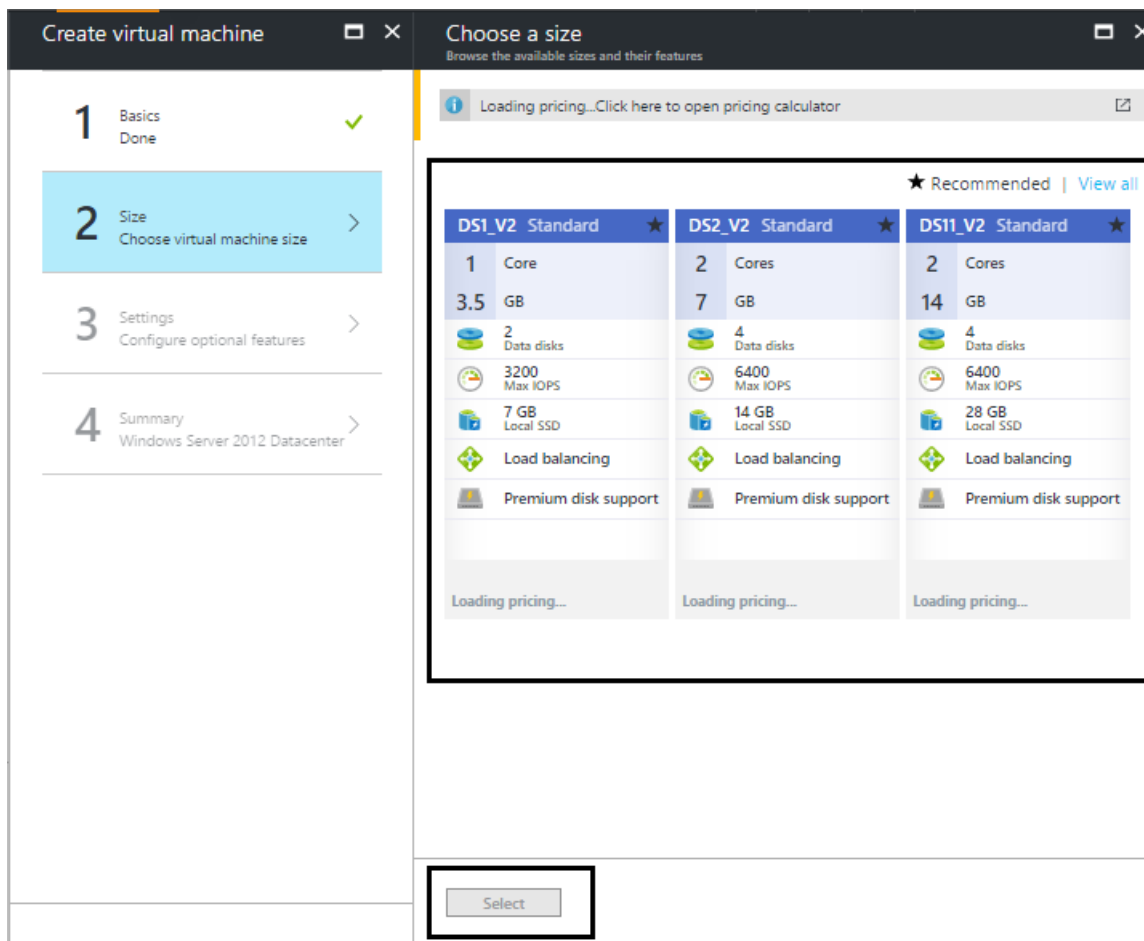 Create virtual machine
1 Basics
Done
2 Size
Choose virtual machine size
3 Settings
Configure optional features
4 Summary
Windows Server 2012 Datacenter
Choose a size
Browse the available sizes and their features
Loading pricing...Click here to open pricing calculator
★ Recommended | View all
DS1_V2 Standard
1 Core
3.5 GB
2
Data disks
3200
Max IOPS
7 GB
Local SSD
Load balancing
Premium disk support
Loading pricing...
DS2_V2 Standard
2 Cores
7 GB
4
Data disks
6400
Max IOPS
14 GB
Local SSD
Load balancing
Premium disk support
Loading pricing...
DS11_V2 Standard
2 Cores
14 GB
4
Data disks
6400
Max IOPS
28 GB
Local SSD
Load balancing
Premium disk support
Loading pricing...
Select